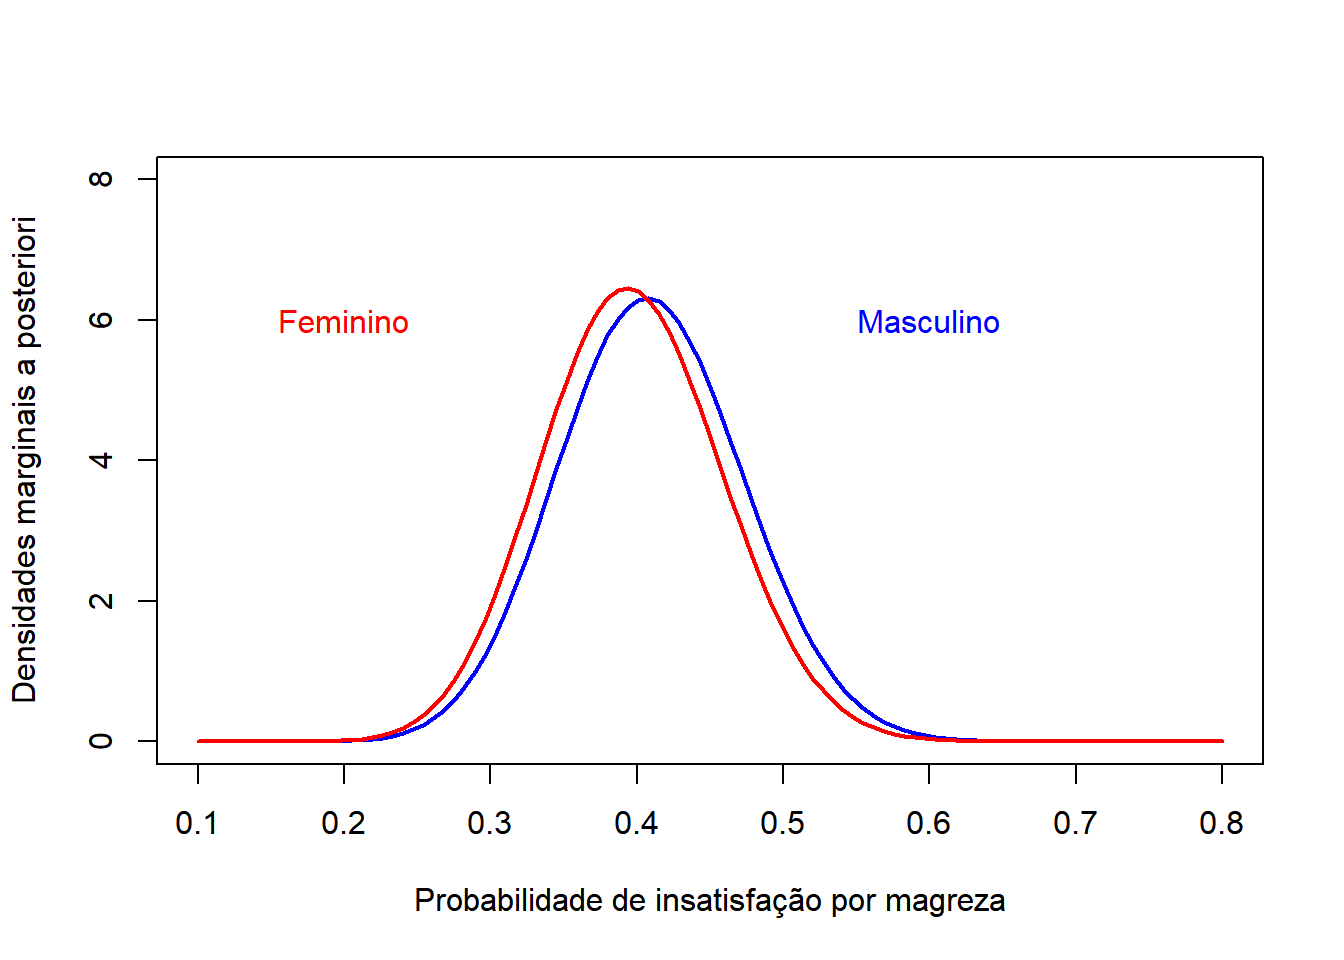 Densidades marginais a posteriori
8
6
4
2
0
Feminino
Masculino
0.1 0.2 0.3 0.4 0.5 0.6 0.7 0.8
Probabilidade de insatisfação por magreza